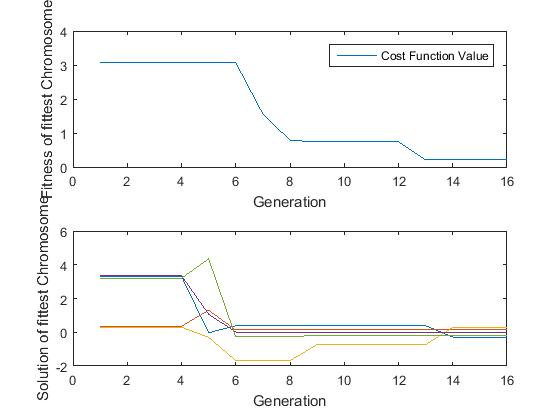 Fitness of fittest Chromosome
4
3
2
1
0
Cost Function Value
0 2 4 6 8 10 12 14 16
Generation
Solution of fittest Chromosome
6
4
2
0
-2
0 2 4 6 8 10 12 14 16
Generation